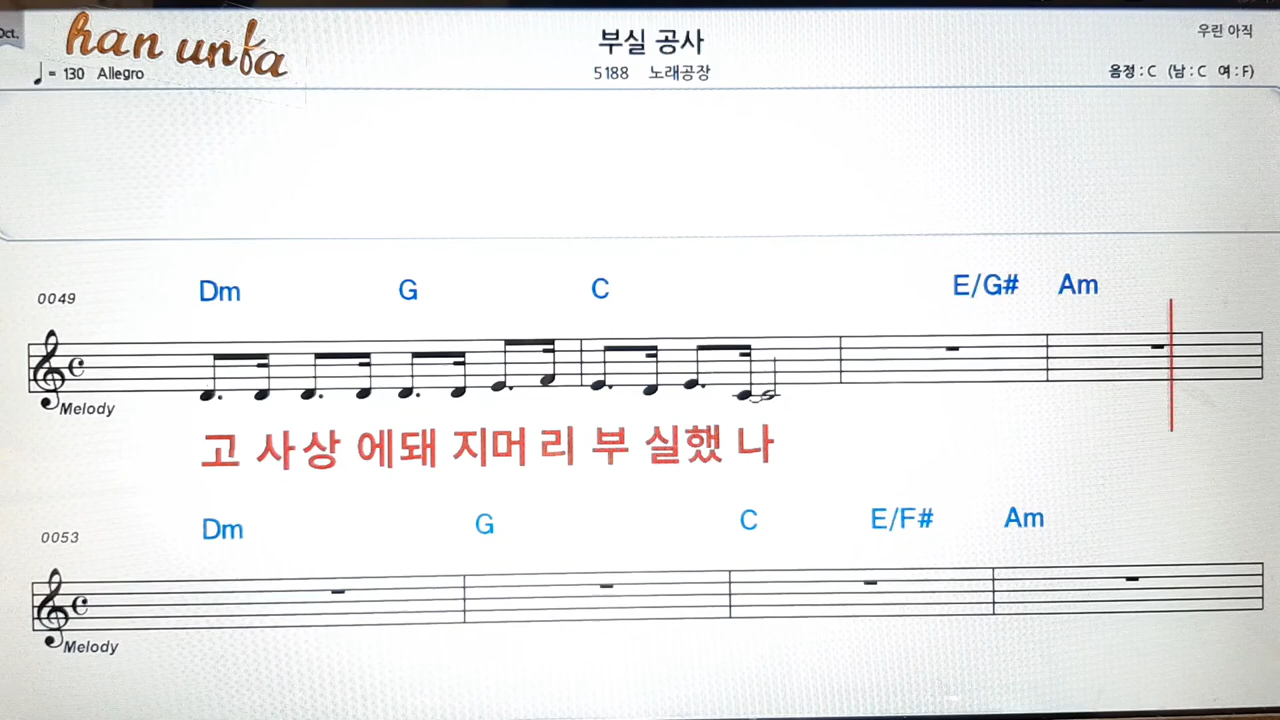 Oct.
han unfa
부실 공사
우린 아직
♩ = 130 Allegro
5188 노래공장
음정 : C (남 : C 여 : F)
0049
Dm G C E/G# Am
Melody
고 사상 에돼 지머 리 부 실했 나
0053
Dm G C E/F# Am
Melody